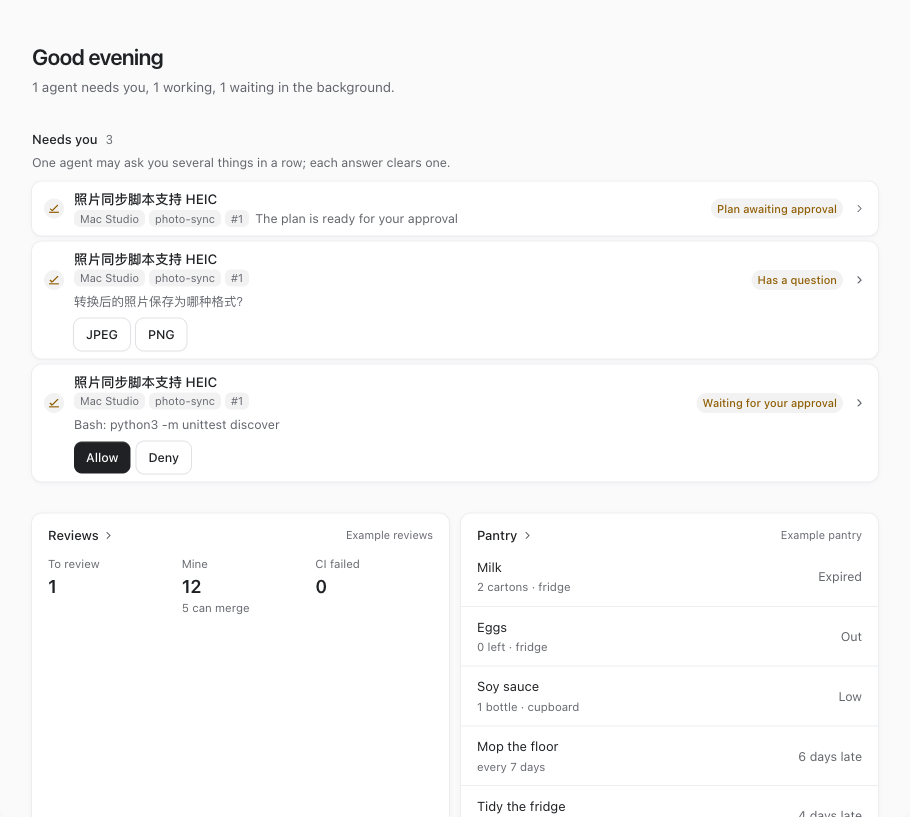 Good evening
1 agent needs you, 1 working, 1 waiting in the background.
Needs you 3
One agent may ask you several things in a row; each answer clears one.
照片同步脚本支持 HEIC
Mac Studio photo-sync #1 The plan is ready for your approval
Plan awaiting approval
照片同步脚本支持 HEIC
Mac Studio photo-sync #1
Has a question
转换后的照片保存为哪种格式?
JPEG PNG
照片同步脚本支持 HEIC
Mac Studio photo-sync #1
Waiting for your approval
Bash: python3 -m unittest discover
Allow Deny
Reviews Example reviews
To review Mine CI failed
1 12 0
5 can merge
Pantry Example pantry
Milk
2 cartons · fridge
Expired
Eggs
0 left · fridge
Out
Soy sauce
1 bottle · cupboard
Low
Mop the floor
every 7 days
6 days late
Tidy the fridge
4 days late